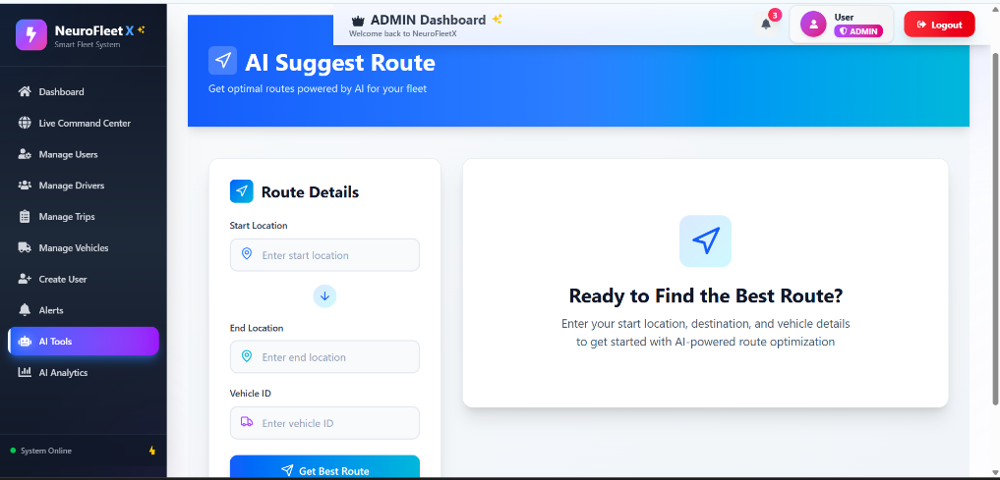 NeuroFleet X
Smart Fleet System
Dashboard
Live Command Center
Manage Users
Manage Drivers
Manage Trips
Manage Vehicles
Create User
Alerts
AI Tools
AI Analytics
System Online
ADMIN Dashboard
Welcome back to NeuroFleetX
3
User
ADMIN
Logout
AI Suggest Route
Get optimal routes powered by AI for your fleet
Route Details
Start Location
Enter start location
End Location
Enter end location
Vehicle ID
Enter vehicle ID
Get Best Route
Ready to Find the Best Route?
Enter your start location, destination, and vehicle details
to get started with AI-powered route optimization